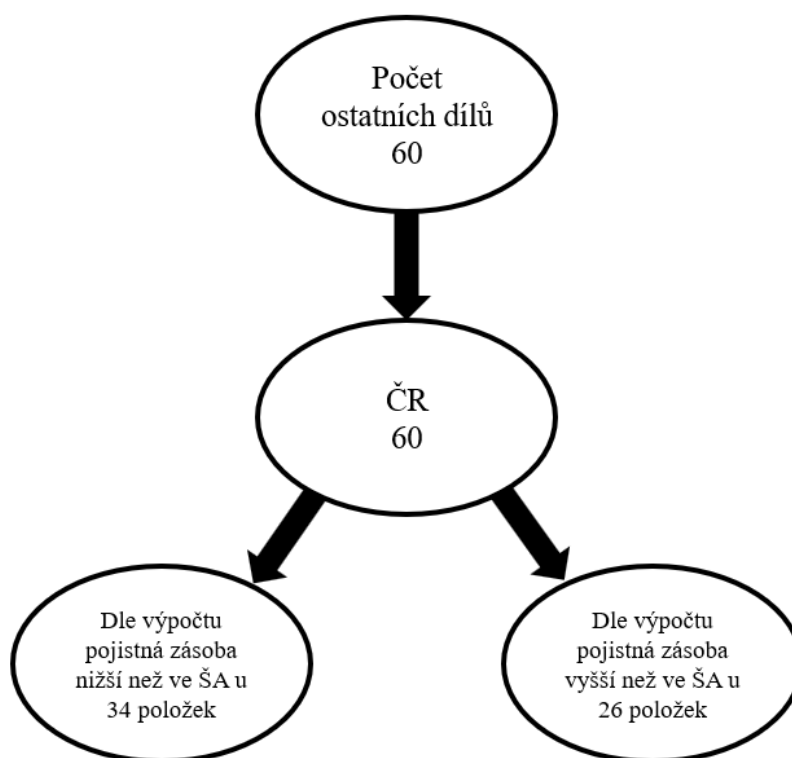 Počet
ostatních dílů
60
ČR
60
Dle výpočtu
pojistná zásoba
nižší než ve ŠA u
34 položek
Dle výpočtu
pojistná zásoba
vyšší než ve ŠA u
26 položek